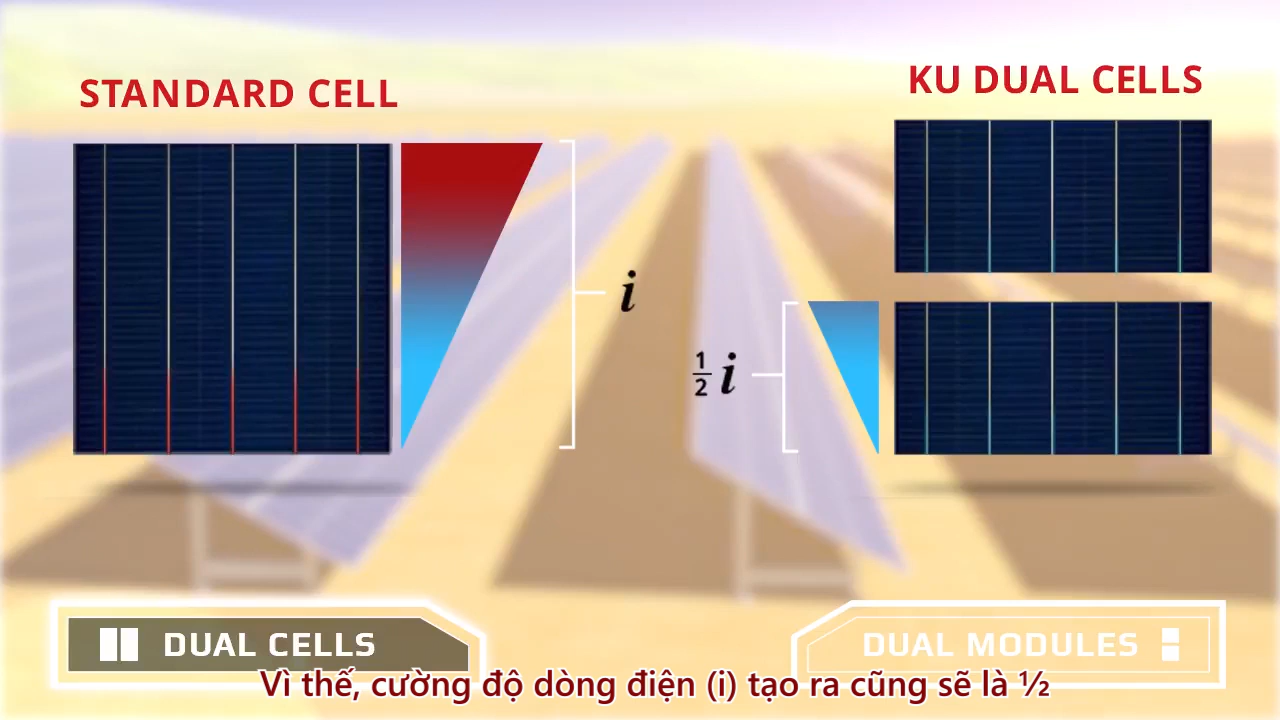 STANDARD CELL
KU DUAL CELLS
i
1/2 i
DUAL CELLS
DUAL MODULES
Vì thế, cường độ dòng điện (i) tạo ra cũng sẽ là ½